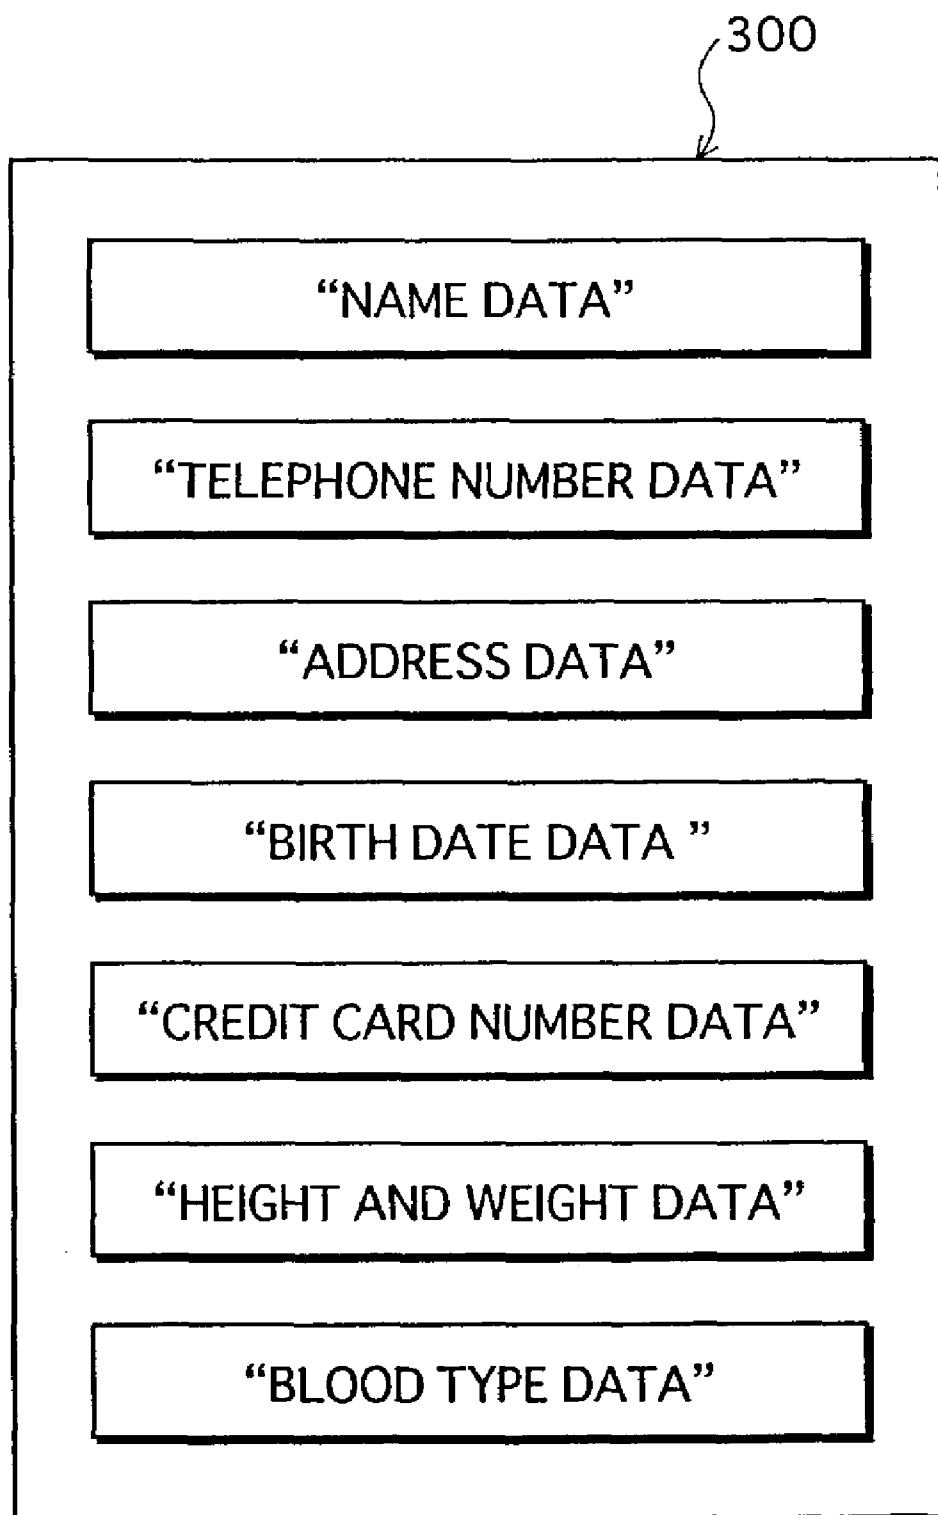 300
“NAME DATA”
“TELEPHONE NUMBER DATA”
“ADDRESS DATA”
“BIRTH DATE DATA ”
“CREDIT CARD NUMBER DATA”
“HEIGHT AND WEIGHT DATA”
“BLOOD TYPE DATA”